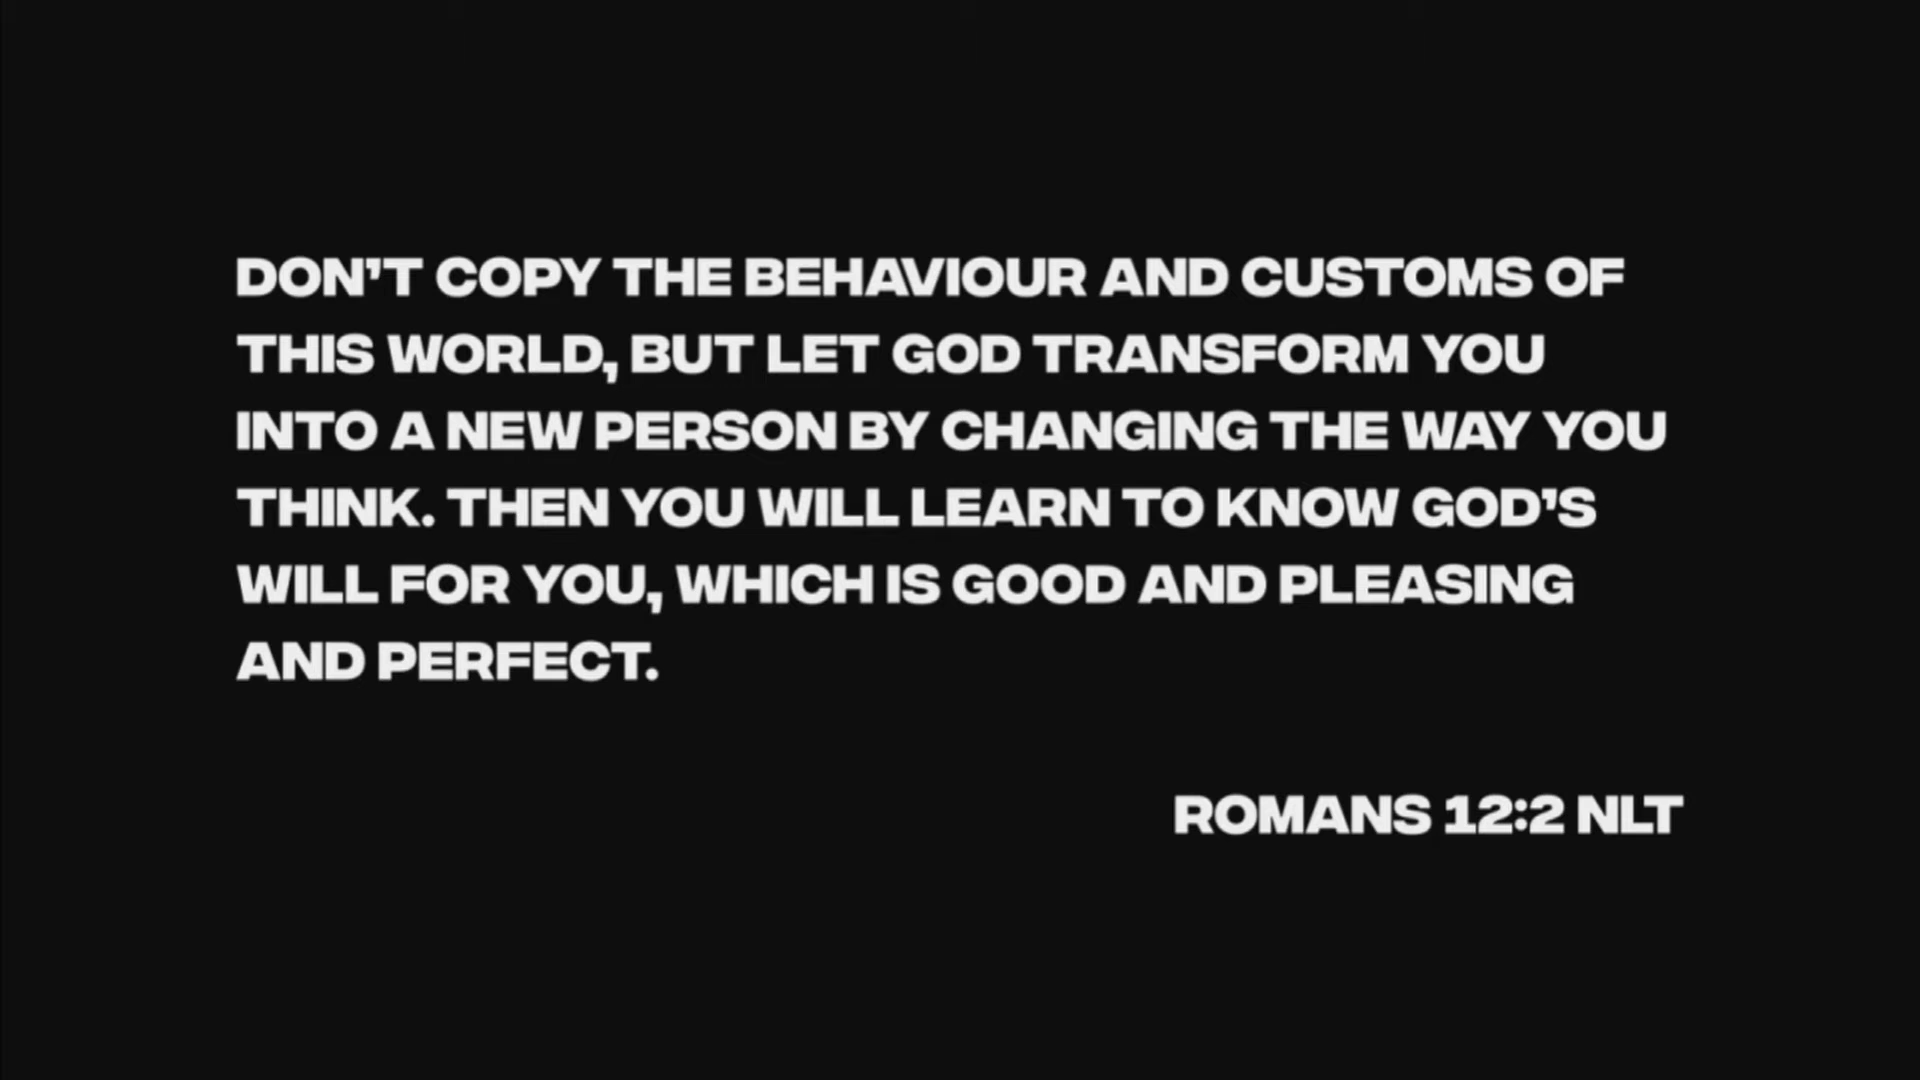 DON'T COPY THE BEHAVIOUR AND CUSTOMS OF
THIS WORLD, BUT LET GOD TRANSFORM YOU
INTO A NEW PERSON BY CHANGING THE WAY YOU
THINK. THEN YOU WILL LEARN TO KNOW GOD'S
WILL FOR YOU, WHICH IS GOOD AND PLEASING
AND PERFECT.
ROMANS 12:2 NLT